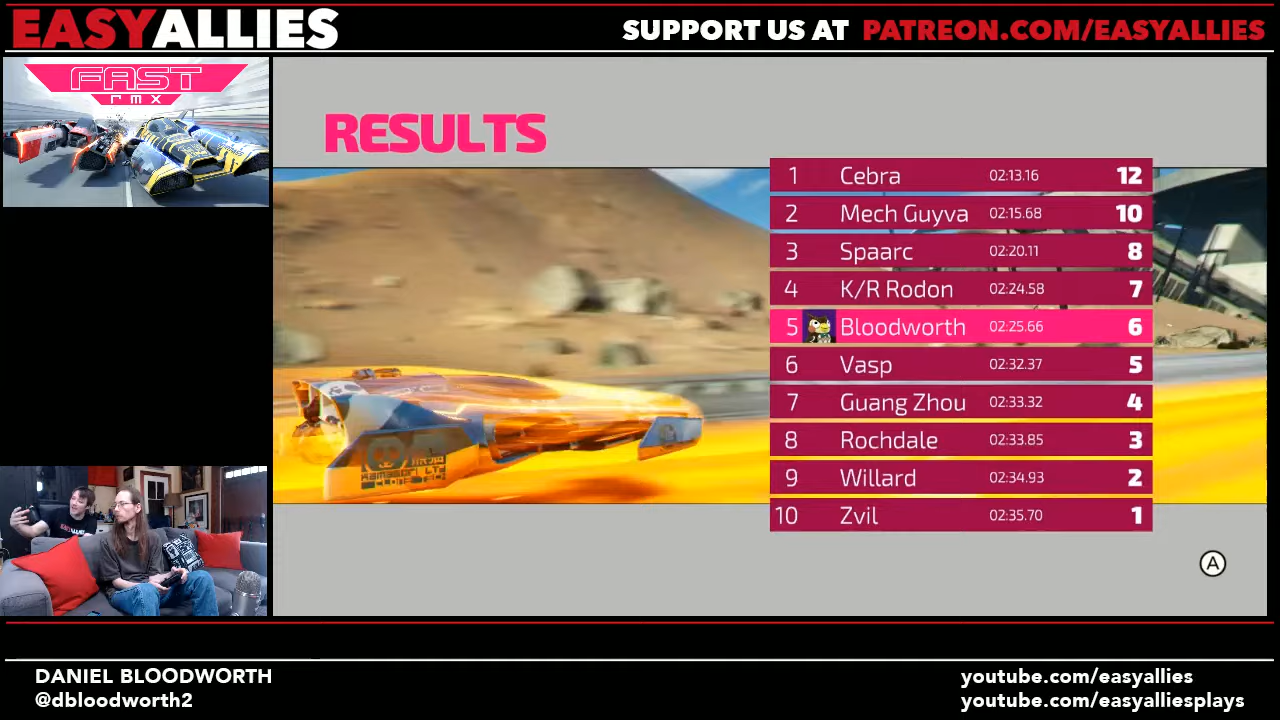 EASYALLIES
SUPPORT US AT PATREON.COM/EASYALLIES
FAST
rmx
RESULTS
1 Cebra 02:13.16 12
2 Mech Guyva 02:15.68 10
3 Spaarc 02:20.11 8
4 K/R Rodon 02:24.58 7
5 Bloodworth 02:25.66 6
6 Vasp 02:32.37 5
7 Guang Zhou 02:33.32 4
8 Rochdale 02:33.85 3
9 Willard 02:34.93 2
10 Zvil 02:35.70 1
A
DANIEL BLOODWORTH
@dbloodworth2
youtube.com/easyallies
youtube.com/easyalliesplays